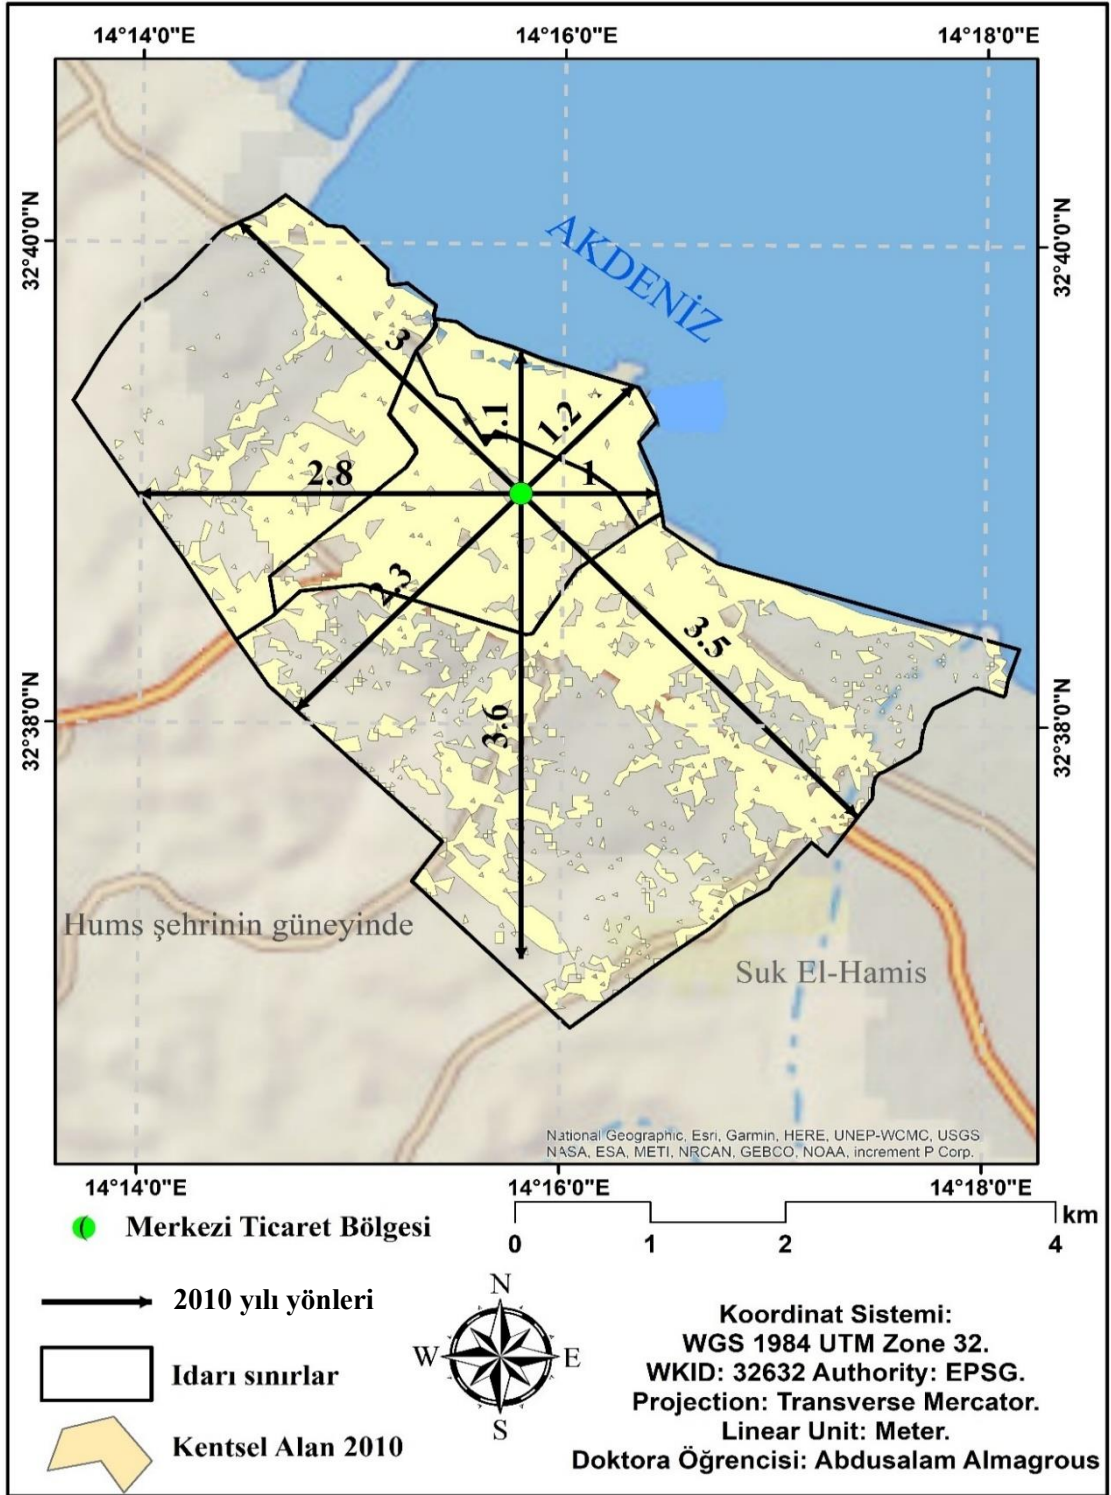 14°14'0"E 14°16'0"E 14°18'0"E
32°40'0"N
32°40'0"N
AKDENİZ
3
1.1
1.2
2.8
1
2.3
3.5
3.6
32°38'0"N
32°38'0"N
Hums şehrinin güneyinde
Suk El-Hamis
National Geographic, Esri, Garmin, HERE, UNEP-WCMC, USGS
NASA, ESA, METI, NRCAN, GEBCO, NOAA, increment P Corp.
14°14'0"E 14°16'0"E 14°18'0"E
Merkezi Ticaret Bölgesi
km
0 1 2 4
2010 yılı yönleri
N
W E
S
Idarı sınırlar
Kentsel Alan 2010
Koordinat Sistemi:
WGS 1984 UTM Zone 32.
WKID: 32632 Authority: EPSG.
Projection: Transverse Mercator.
Linear Unit: Meter.
Doktora Öğrencisi: Abdusalam Almagrous